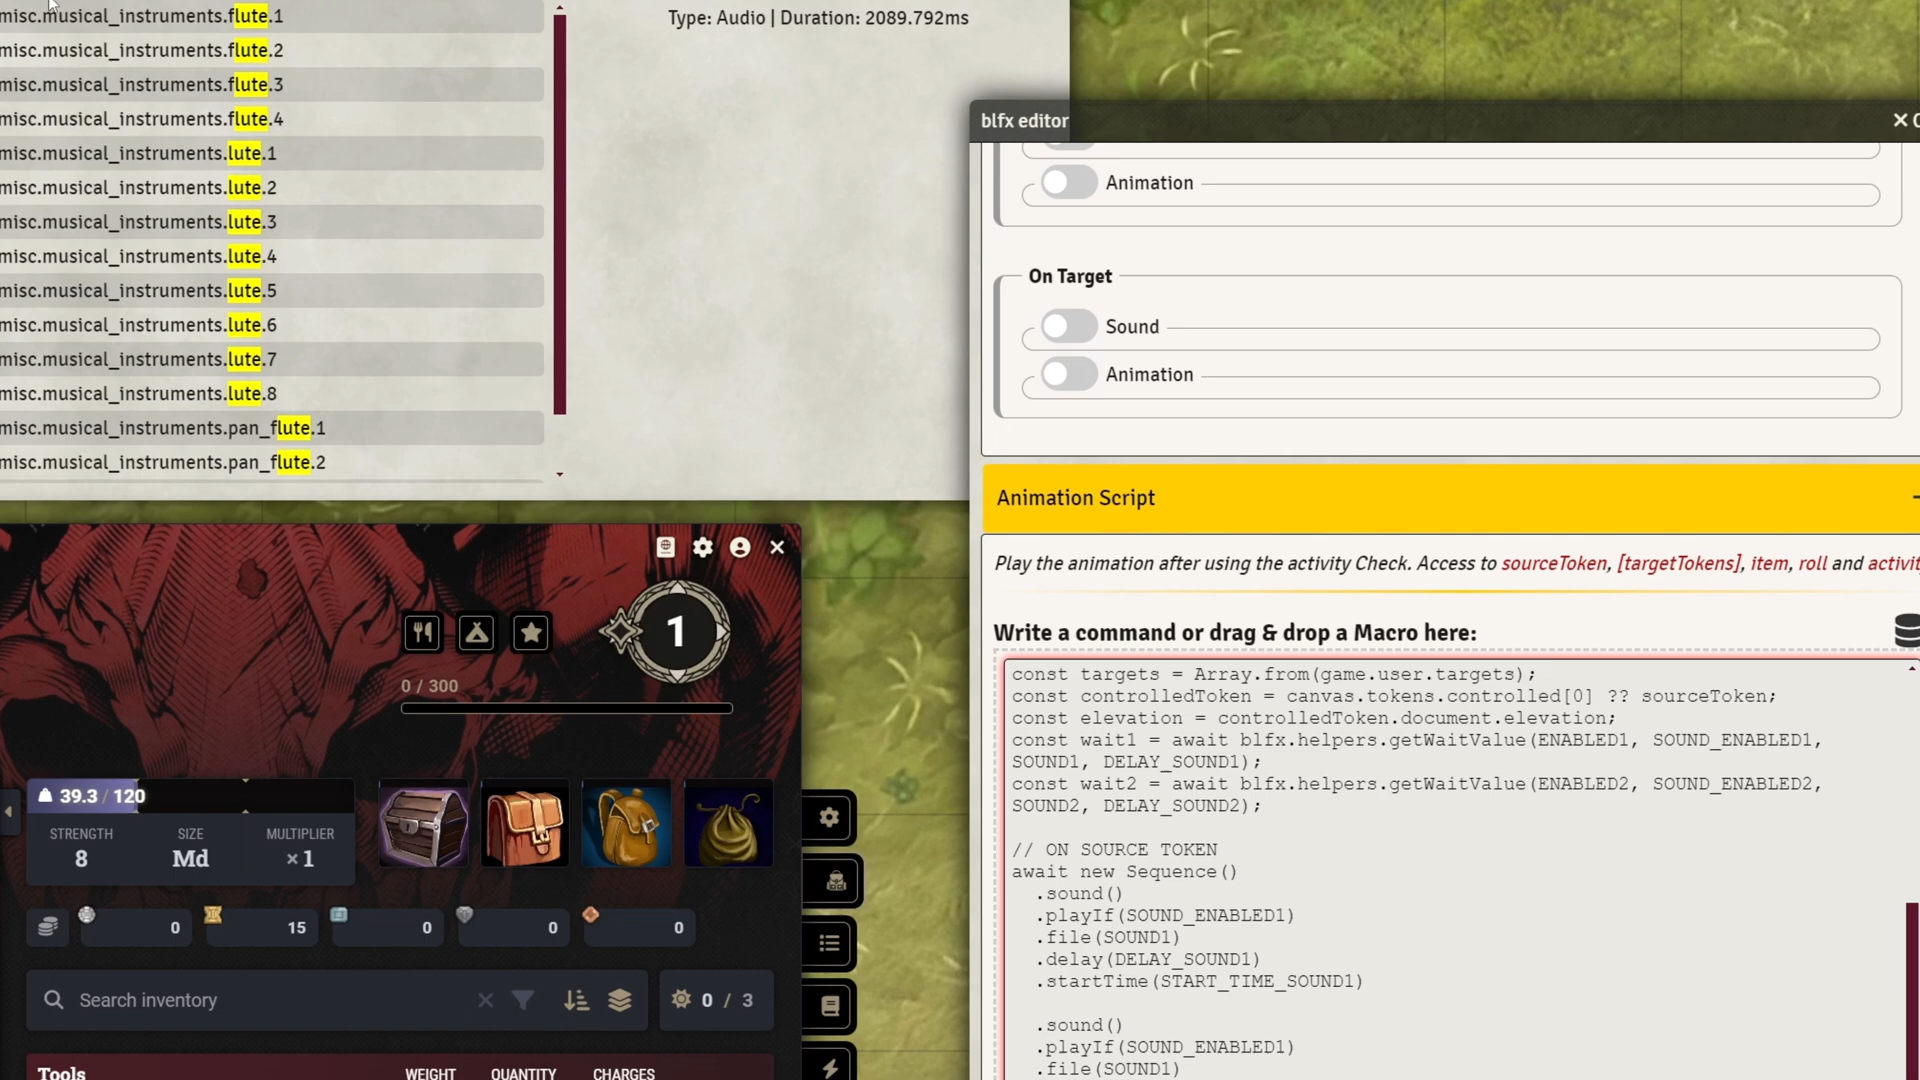 misc.musical_instruments.flute.1
misc.musical_instruments.flute.2
misc.musical_instruments.flute.3
misc.musical_instruments.flute.4
misc.musical_instruments.lute.1
misc.musical_instruments.lute.2
misc.musical_instruments.lute.3
misc.musical_instruments.lute.4
misc.musical_instruments.lute.5
misc.musical_instruments.lute.6
misc.musical_instruments.lute.7
misc.musical_instruments.lute.8
misc.musical_instruments.pan_flute.1
misc.musical_instruments.pan_flute.2
Type: Audio | Duration: 2089.792ms
blfx editor
Animation
On Target
Sound
Animation
Animation Script
Play the animation after using the activity Check. Access to sourceToken, [targetTokens], item, roll and activit
Write a command or drag & drop a Macro here:
const targets = Array.from(game.user.targets);
const controlledToken = canvas.tokens.controlled[0] ?? sourceToken;
const elevation = controlledToken.document.elevation;
const wait1 = await blfx.helpers.getWaitValue(ENABLED1, SOUND_ENABLED1,
SOUND1, DELAY_SOUND1);
const wait2 = await blfx.helpers.getWaitValue(ENABLED2, SOUND_ENABLED2,
SOUND2, DELAY_SOUND2);
// ON SOURCE TOKEN
await new Sequence()
.sound()
.playIf(SOUND_ENABLED1)
.file(SOUND1)
.delay(DELAY_SOUND1)
.startTime(START_TIME_SOUND1)
.sound()
.playIf(SOUND_ENABLED1)
.file(SOUND1)
1
0 / 300
39.3 / 120
STRENGTH SIZE MULTIPLIER
8 Md ×1
0 15 0 0 0
Search inventory
0 / 3
Tools WEIGHT QUANTITY CHARGES